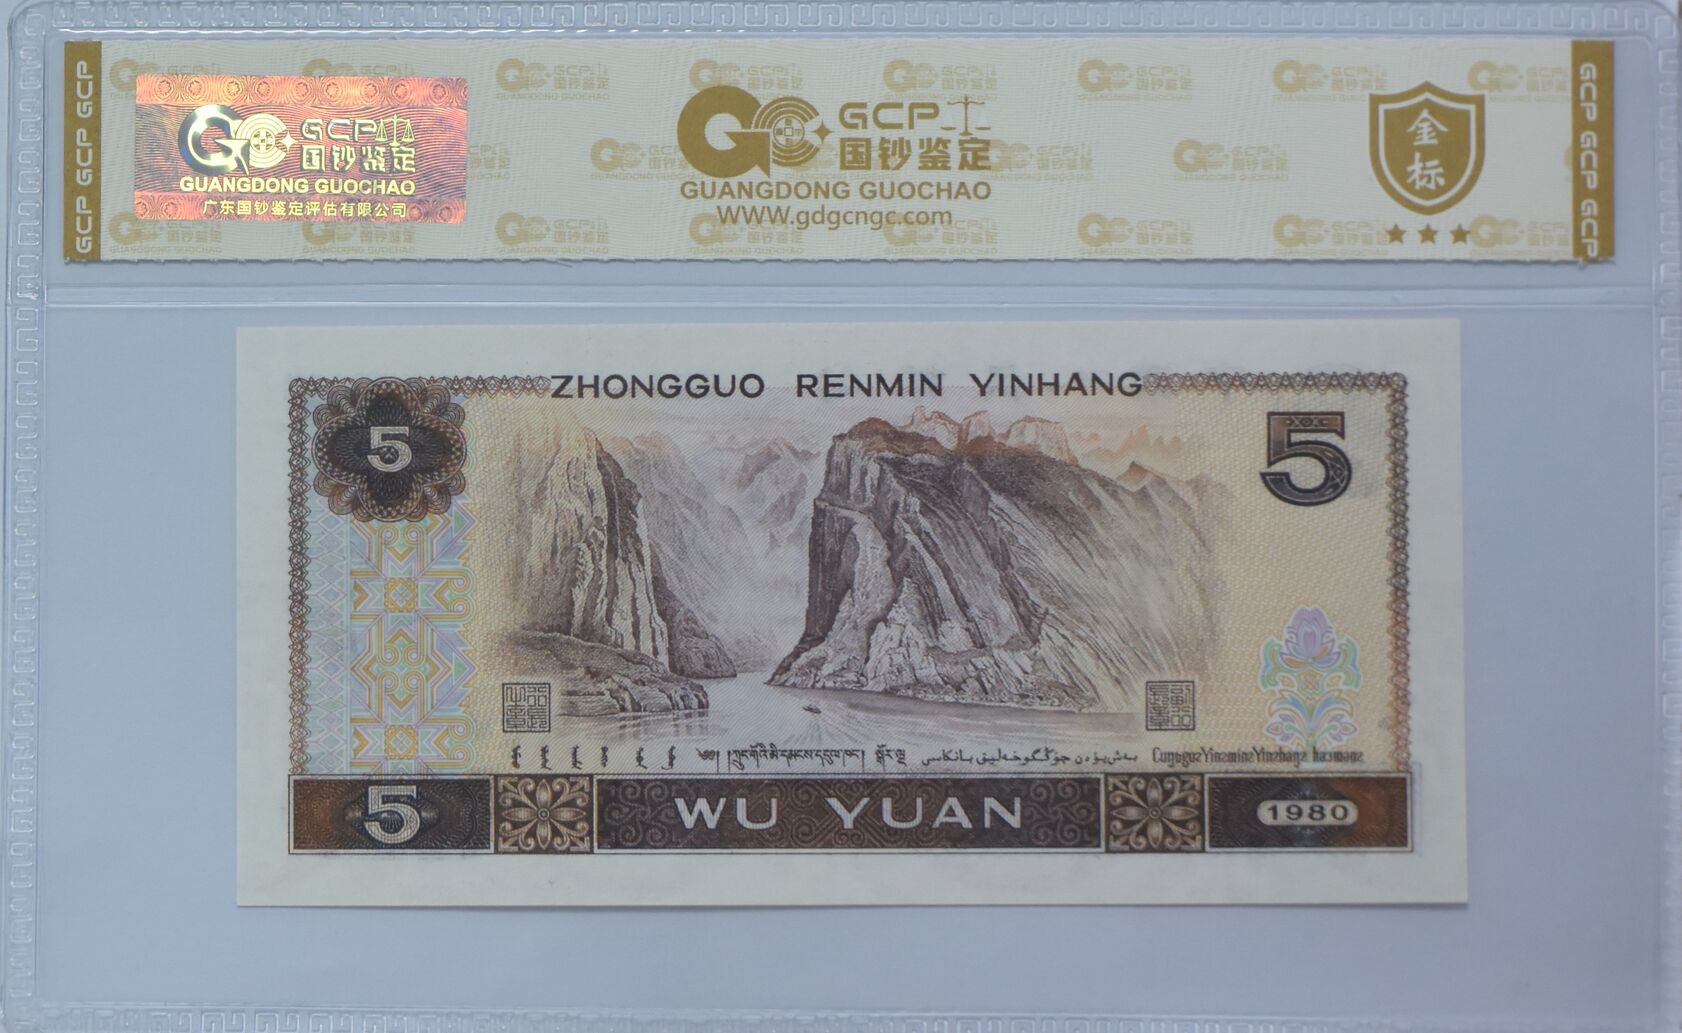 GCP GCP GCP
GCP
国钞鉴定
GUANGDONG GUOCHAO
广东国钞鉴定评估有限公司
GCP
国钞鉴定
GUANGDONG GUOCHAO
WWW.gdgcngc.com
金标
GCP GCP GCP
ZHONGGUO RENMIN YINHANG
5
5
5
WU YUAN
1980